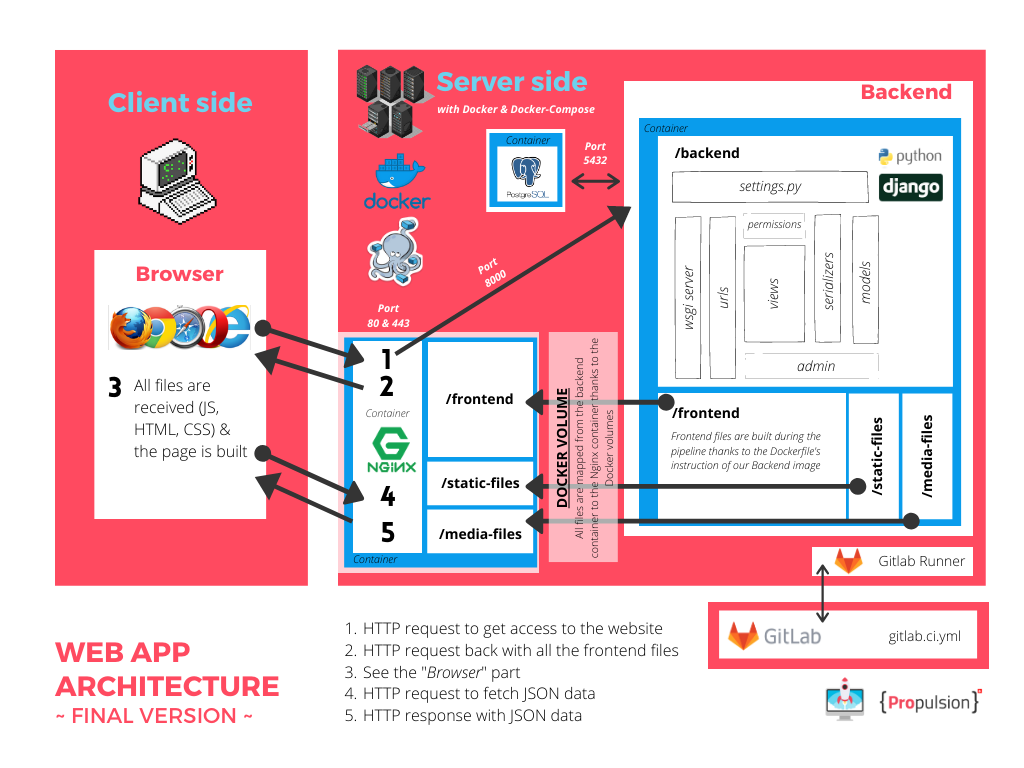 Client side
Browser
3 All files are
received (JS,
HTML, CSS) &
the page is built
Server side
with Docker & Docker-Compose
docker
Container
PostgreSQL
Port
5432
Port
8000
Port
80 & 443
1
2
Container
NGINX
4
5
Container
/frontend
/static-files
/media-files
DOCKER VOLUME
All files are mapped from the backend
container to the Nginx container thanks to the
Docker volumes
Backend
Container
/backend
python
django
settings.py
wsgi server
urls
permissions
views
serializers
models
admin
/frontend
Frontend files are built during the
pipeline thanks to the Dockerfile's
instruction of our Backend image
/static-files
/media-files
Gitlab Runner
GitLab
gitlab.ci.yml
WEB APP
ARCHITECTURE
~ FINAL VERSION ~
1. HTTP request to get access to the website
2. HTTP request back with all the frontend files
3. See the "Browser" part
4. HTTP request to fetch JSON data
5. HTTP response with JSON data
{Propulsion}